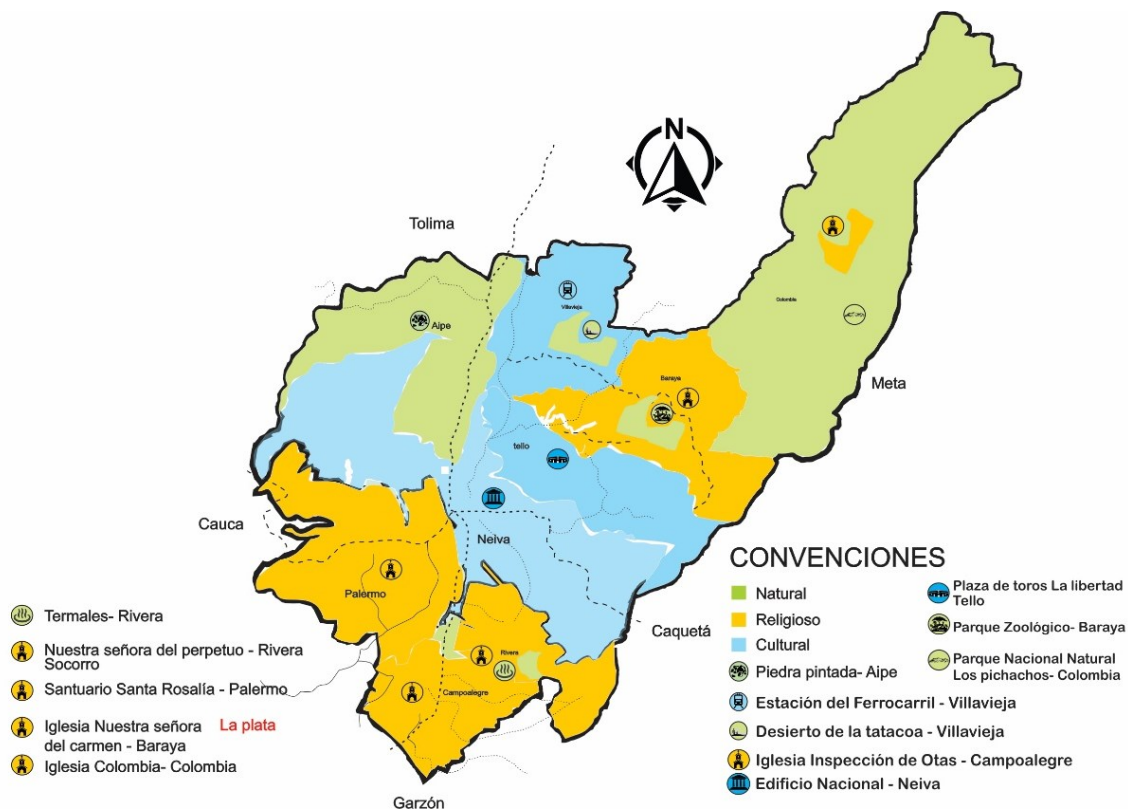 N
Tolima
Villavieja
Aipe
Colombia
Meta
Baraya
tello
Cauca
Neiva
Palermo
Caquetá
Rivera
Campoalegre
Garzón
Termales- Rivera
Nuestra señora del perpetuo - Rivera
Socorro
Santuario Santa Rosalía - Palermo
Iglesia Nuestra señora La plata
del carmen - Baraya
Iglesia Colombia- Colombia
CONVENCIONES
Natural
Religioso
Cultural
Piedra pintada- Aipe
Estación del Ferrocarril - Villavieja
Desierto de la tatacoa - Villavieja
Iglesia Inspección de Otas - Campoalegre
Edificio Nacional - Neiva
Plaza de toros La libertad
Tello
Parque Zoológico- Baraya
Parque Nacional Natural
Los pichachos- Colombia